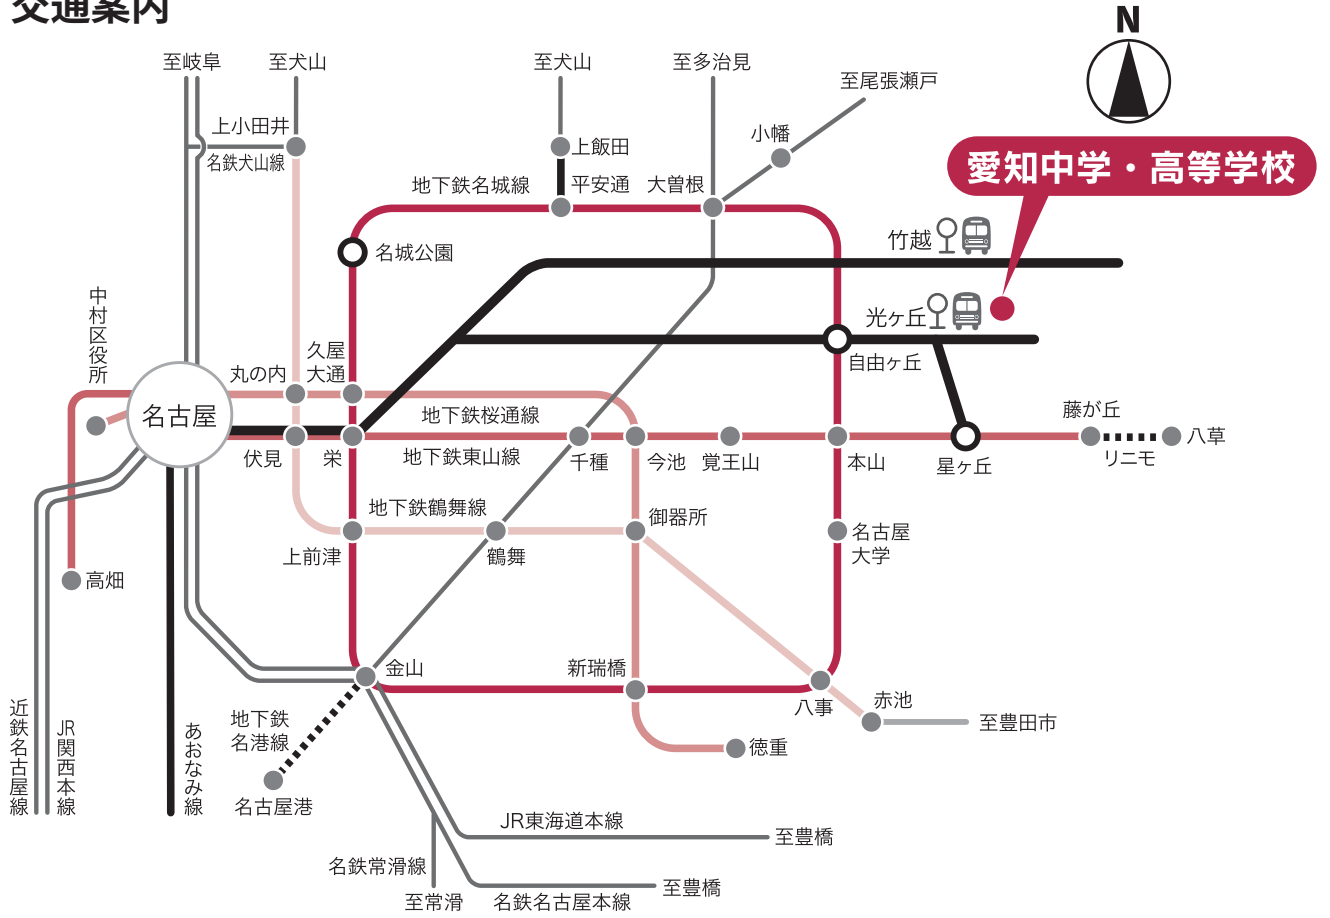 交通案内
N
至岐阜
至犬山
至犬山
至多治見
至尾張瀬戸
上小田井
名鉄犬山線
上飯田
小幡
愛知中学・高等学校
地下鉄名城線
平安通
大曽根
竹越
名城公園
中村区役所
光ヶ丘
久屋
大通
丸の内
自由ヶ丘
名古屋
地下鉄桜通線
藤が丘
八草
リニモ
伏見
栄
地下鉄東山線
千種
今池
覚王山
本山
星ヶ丘
地下鉄鶴舞線
御器所
名古屋
大学
上前津
鶴舞
高畑
金山
新瑞橋
八事
赤池
至豊田市
近鉄名古屋線
JR関西本線
あおなみ線
地下鉄
名港線
徳重
名古屋港
JR東海道本線
至豊橋
名鉄常滑線
至常滑
名鉄名古屋本線
至豊橋